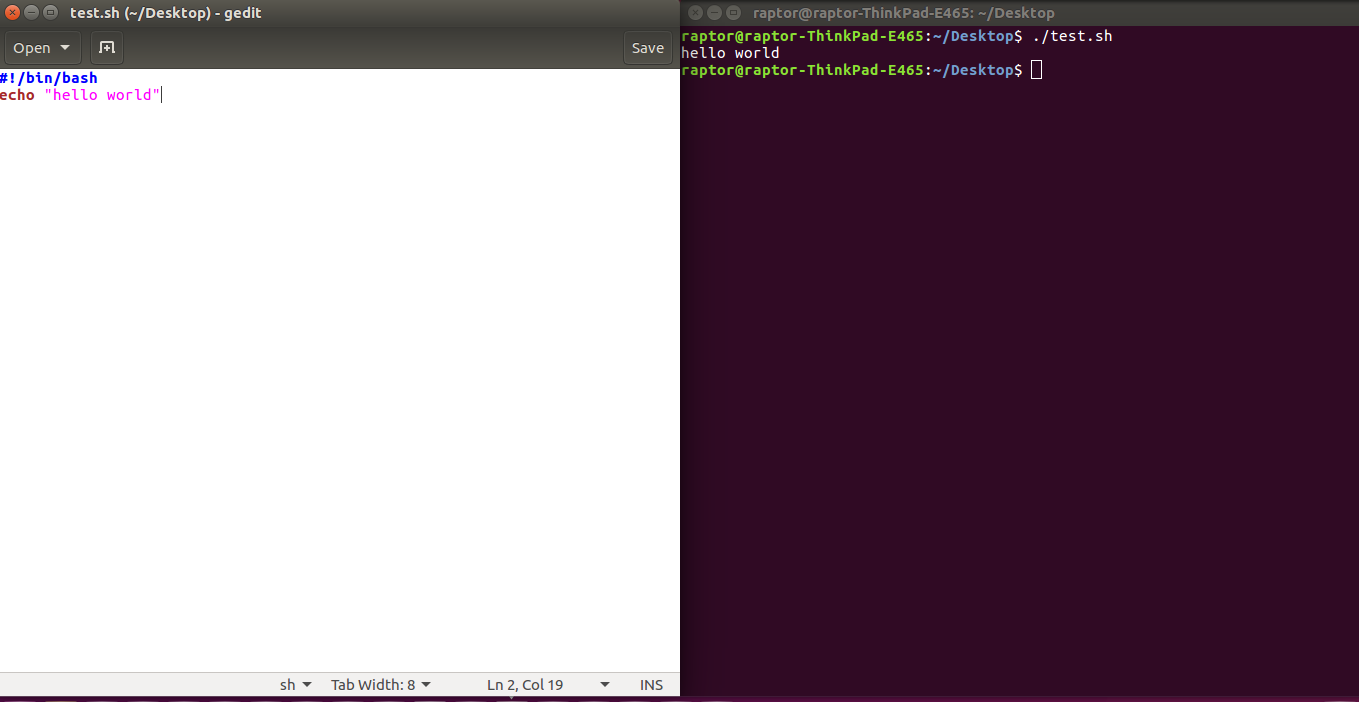 test.sh (~/Desktop) - gedit
Open
Save
#!/bin/bash
echo "hello world"
sh
Tab Width: 8
Ln 2, Col 19
INS
raptor@raptor-ThinkPad-E465: ~/Desktop
raptor@raptor-ThinkPad-E465:~/Desktop$ ./test.sh
hello world
raptor@raptor-ThinkPad-E465:~/Desktop$